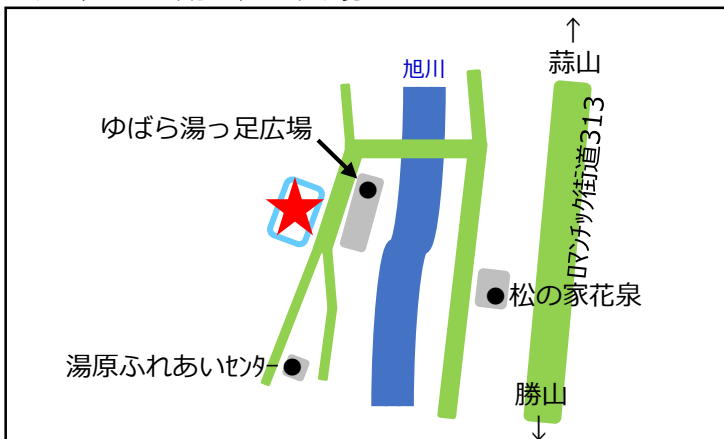 ↑
蒜山
旭川
ゆばら湯っ足広場
ﾛﾏﾝﾁｯｸ街道313
松の家花泉
湯原ふれあいｾﾝﾀｰ
勝山
↓